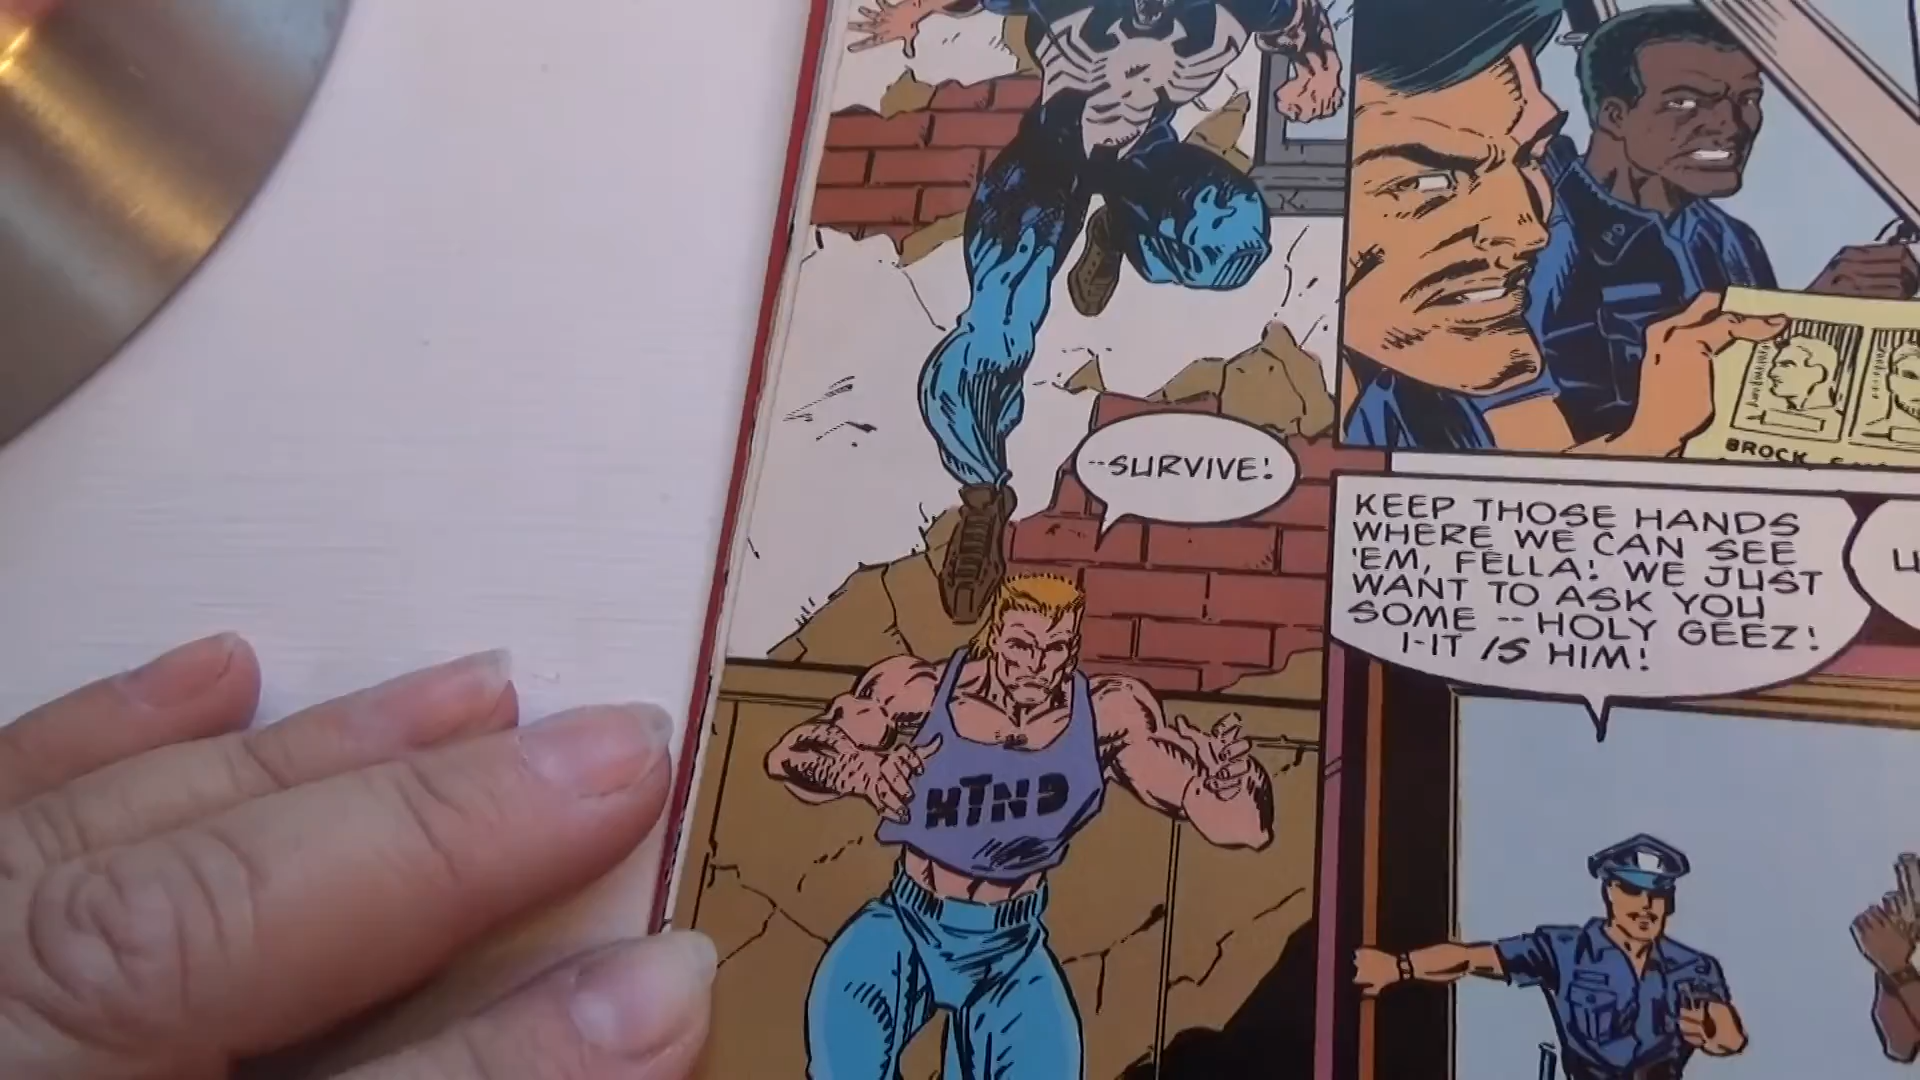 --SURVIVE!
PD
BROCK
KEEP THOSE HANDS
WHERE WE CAN SEE
'EM, FELLA! WE JUST
WANT TO ASK YOU
SOME -- HOLY GEEZ!
I-IT IS HIM!